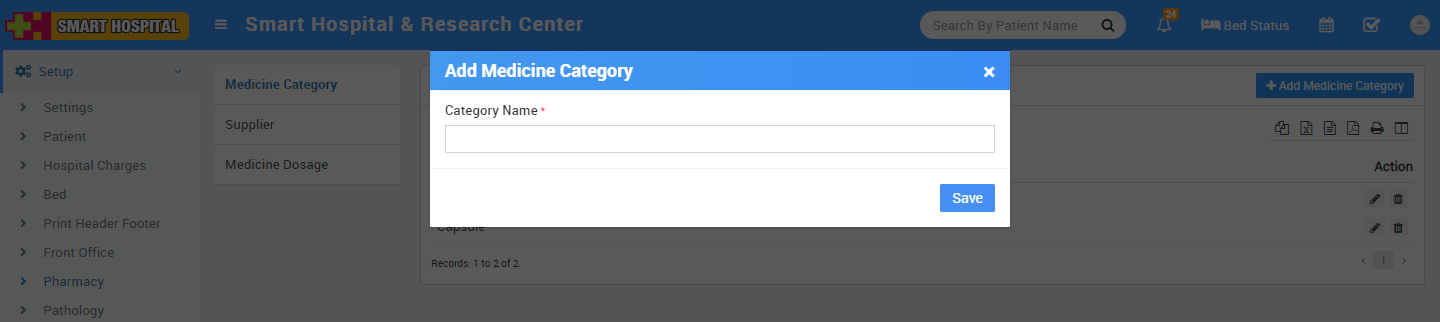 SMART HOSPITAL
Smart Hospital & Research Center
Search By Patient Name
24
Bed Status
Setup
Settings
Patient
Hospital Charges
Bed
Print Header Footer
Front Office
Pharmacy
Pathology
Medicine Category
Supplier
Medicine Dosage
Add Medicine Category
Category Name *
Save
Add Medicine Category
Action
Capsule
Records: 1 to 2 of 2
1